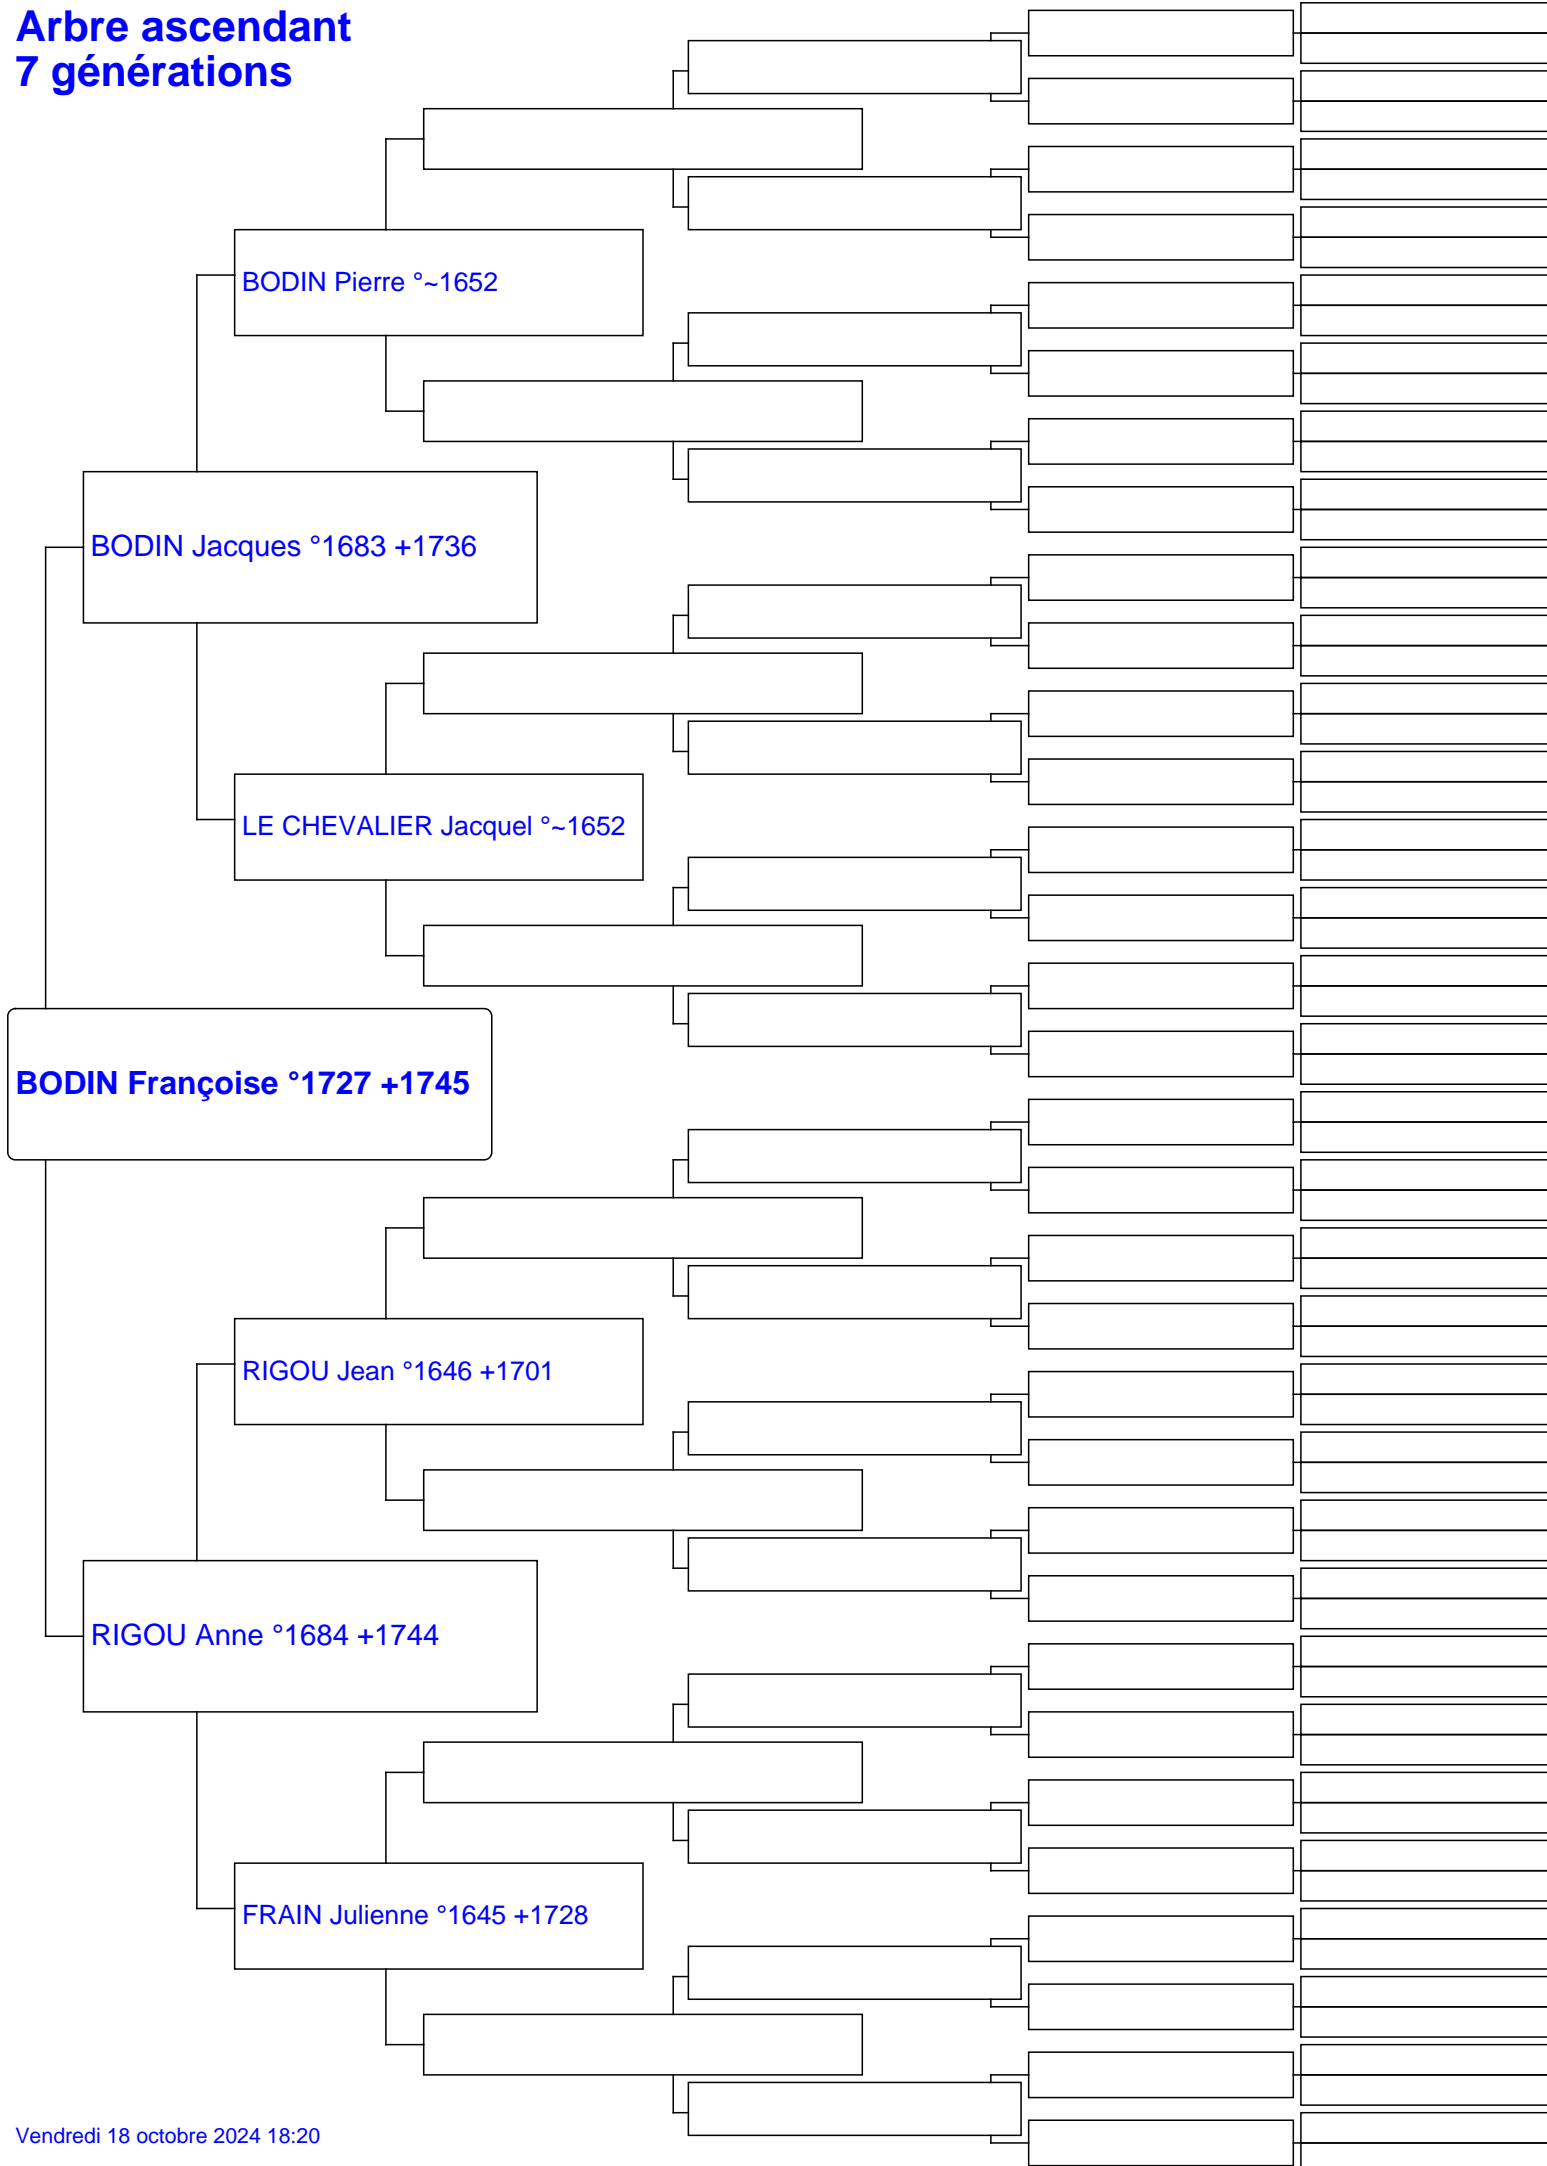 Arbre ascendant
7 générations
BODIN Pierre °~1652
BODIN Jacques °1683 +1736
LE CHEVALIER Jacquel °~1652
BODIN Françoise °1727 +1745
RIGOU Jean °1646 +1701
RIGOU Anne °1684 +1744
FRAIN Julienne °1645 +1728
Vendredi 18 octobre 2024 18:20